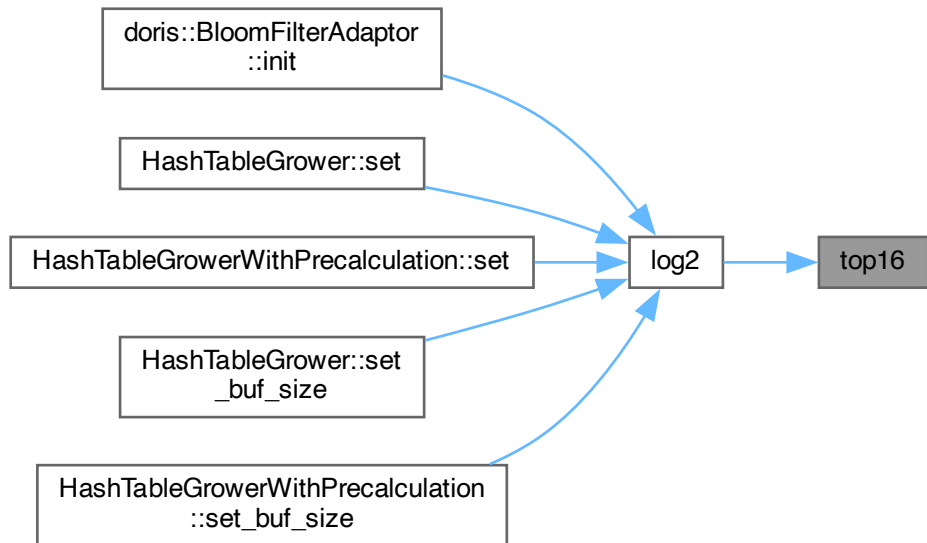 doris::BloomFilterAdaptor
::init
HashTableGrower::set
HashTableGrowerWithPrecalculation::set
log2
top16
HashTableGrower::set
_buf_size
HashTableGrowerWithPrecalculation
::set_buf_size